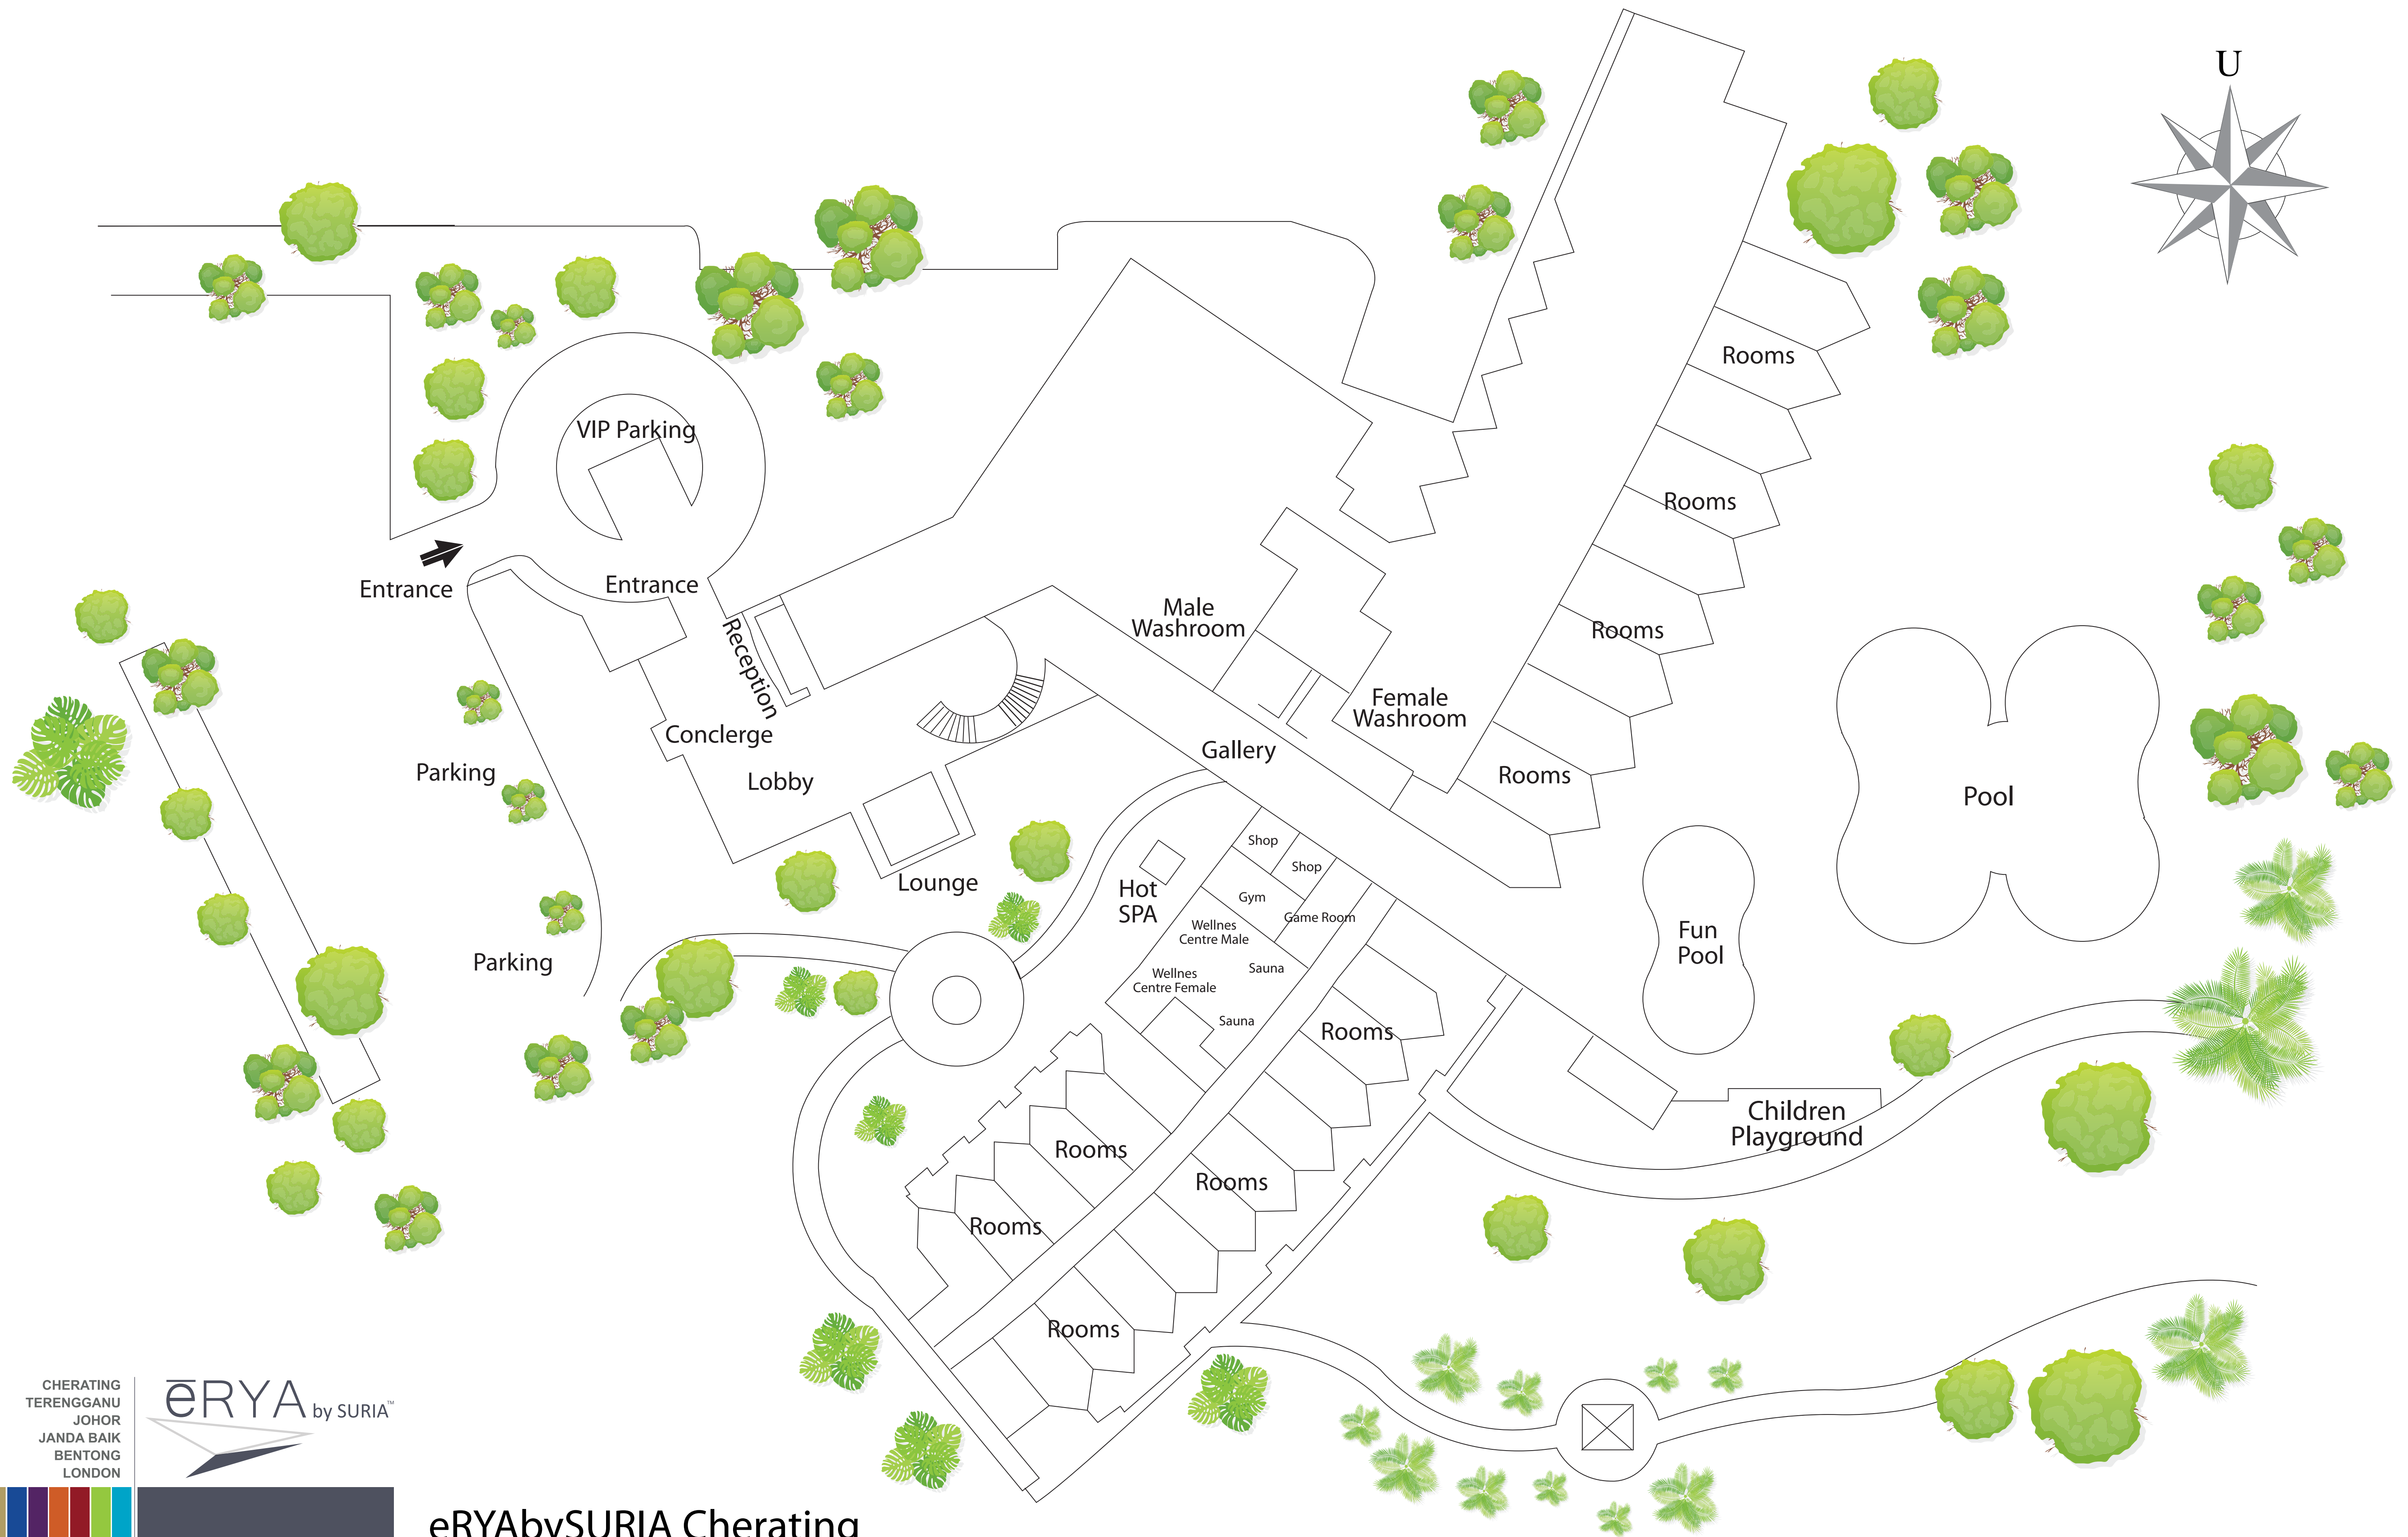 U
Rooms
VIP Parking
Rooms
Entrance
Entrance
Male
Washroom
Rooms
Reception
Female
Washroom
Concierge
Gallery
Parking
Lobby
Rooms
Pool
Shop
Shop
Lounge
Hot
SPA
Gym
Game Room
Wellnes
Centre Male
Fun
Pool
Parking
Sauna
Wellnes
Centre Female
Sauna
Rooms
Children
Playground
Rooms
Rooms
Rooms
Rooms
CHERATING
TERENGGANU
JOHOR
JANDA BAIK
BENTONG
LONDON
ēRYA by SURIA™
eRYAbySURIA Cherating